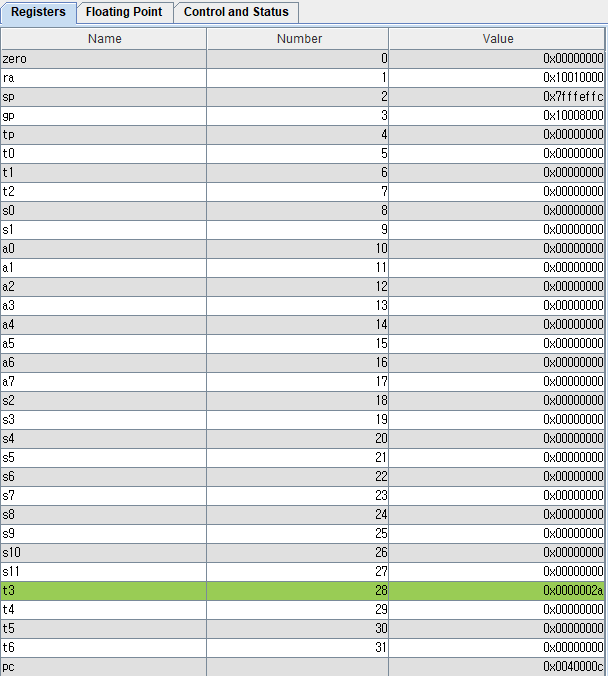 Registers Floating Point Control and Status
Name Number Value
zero 0 0x00000000
ra 1 0x10010000
sp 2 0x7fffeffc
gp 3 0x10008000
tp 4 0x00000000
t0 5 0x00000000
t1 6 0x00000000
t2 7 0x00000000
s0 8 0x00000000
s1 9 0x00000000
a0 10 0x00000000
a1 11 0x00000000
a2 12 0x00000000
a3 13 0x00000000
a4 14 0x00000000
a5 15 0x00000000
a6 16 0x00000000
a7 17 0x00000000
s2 18 0x00000000
s3 19 0x00000000
s4 20 0x00000000
s5 21 0x00000000
s6 22 0x00000000
s7 23 0x00000000
s8 24 0x00000000
s9 25 0x00000000
s10 26 0x00000000
s11 27 0x00000000
t3 28 0x0000002a
t4 29 0x00000000
t5 30 0x00000000
t6 31 0x00000000
pc 0x0040000c